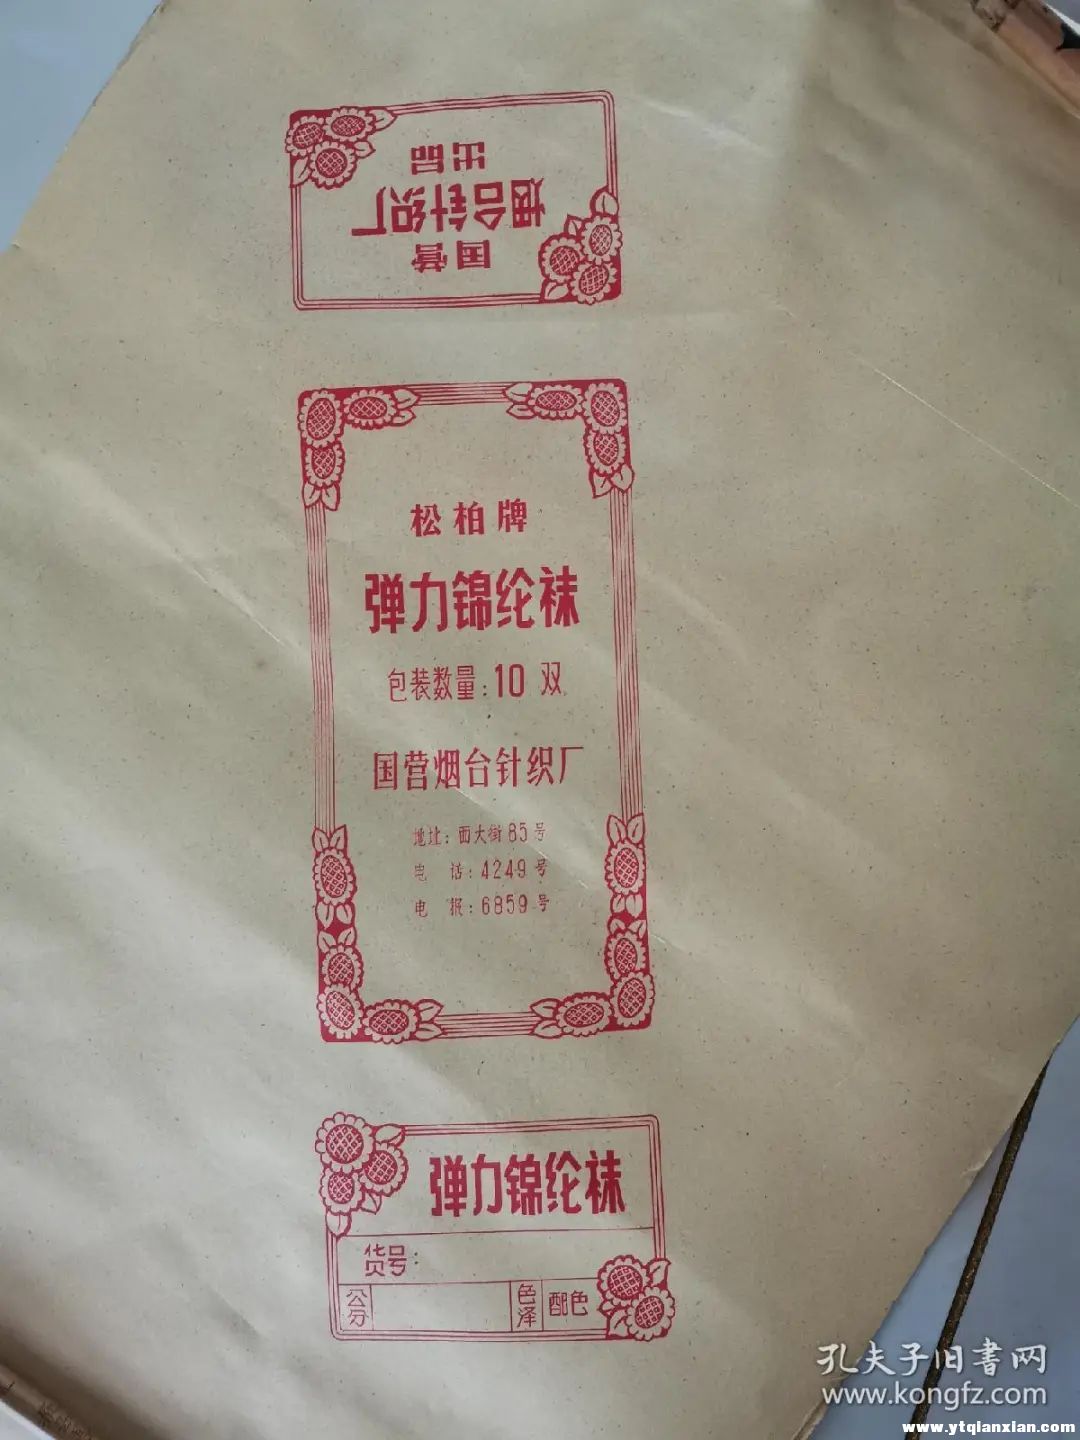 国营
烟台针织厂
出品
松柏牌
弹力锦纶袜
包装数量:10 双
国营烟台针织厂
地址:西大街85号
电 话:4249号
电 报:6859号
弹力锦纶袜
货号:
公分
色泽
配色
孔夫子旧書网
www.kongfz.com
www.ytqianxian.com